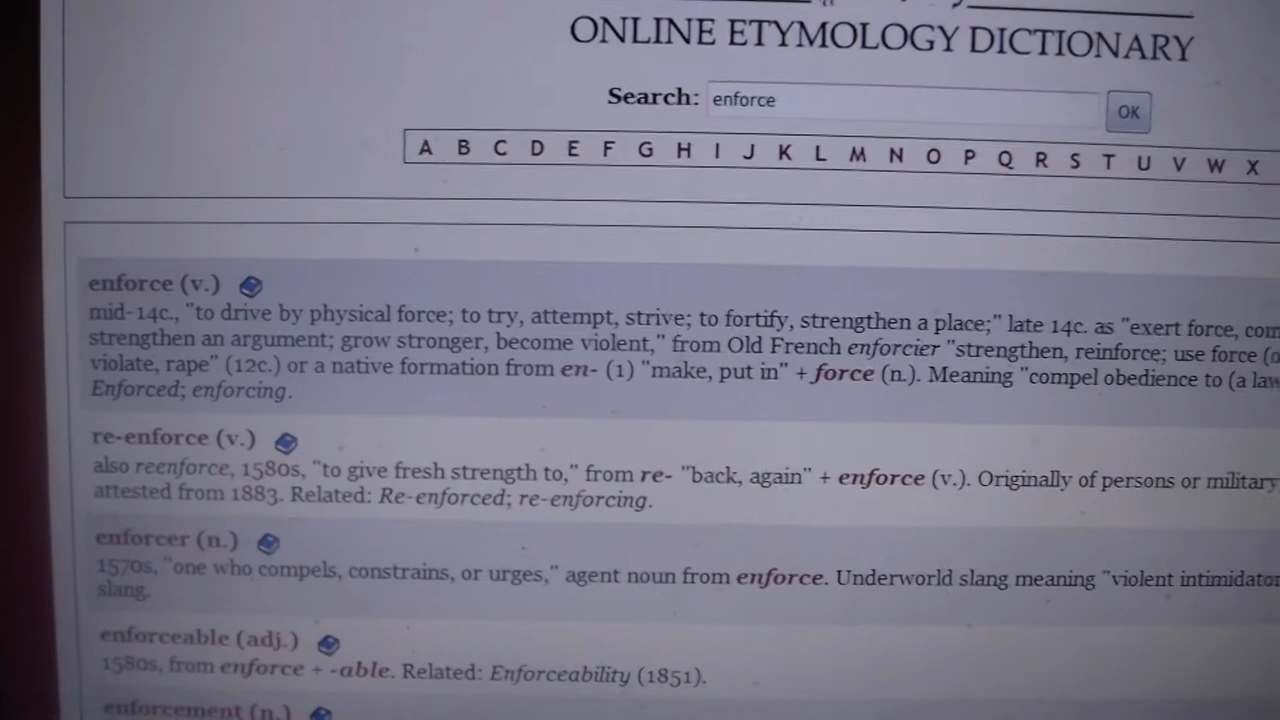 ONLINE ETYMOLOGY DICTIONARY
Search: enforce OK
A B C D E F G H I J K L M N O P Q R S T U V W X
enforce (v.)
mid-14c., "to drive by physical force; to try, attempt, strive; to fortify, strengthen a place;" late 14c. as "exert force,
strengthen an argument; grow stronger, become violent," from Old French enforcier "strengthen, reinforce; use force
violate, rape" (12c.) or a native formation from en- (1) "make, put in" + force (n.). Meaning "compel obedience to (a
Enforced; enforcing.
re-enforce (v.)
also reenforce, 1580s, "to give fresh strength to," from re- "back, again" + enforce (v.). Originally of persons or military
attested from 1883. Related: Re-enforced; re-enforcing.
enforcer (n.)
1570s, "one who compels, constrains, or urges," agent noun from enforce. Underworld slang meaning "violent
slang.
enforceable (adj.)
1580s, from enforce + -able. Related: Enforceability (1851).
enforcement (n.)